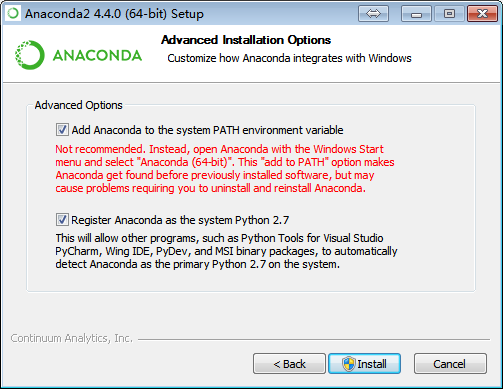 Anaconda2 4.4.0 (64-bit) Setup
ANACONDA
Advanced Installation Options
Customize how Anaconda integrates with Windows
Advanced Options
Add Anaconda to the system PATH environment variable
Not recommended. Instead, open Anaconda with the Windows Start
menu and select "Anaconda (64-bit)". This "add to PATH" option makes
Anaconda get found before previously installed software, but may
cause problems requiring you to uninstall and reinstall Anaconda.
Register Anaconda as the system Python 2.7
This will allow other programs, such as Python Tools for Visual Studio
PyCharm, Wing IDE, PyDev, and MSI binary packages, to automatically
detect Anaconda as the primary Python 2.7 on the system.
Continuum Analytics, Inc.
< Back
Install
Cancel